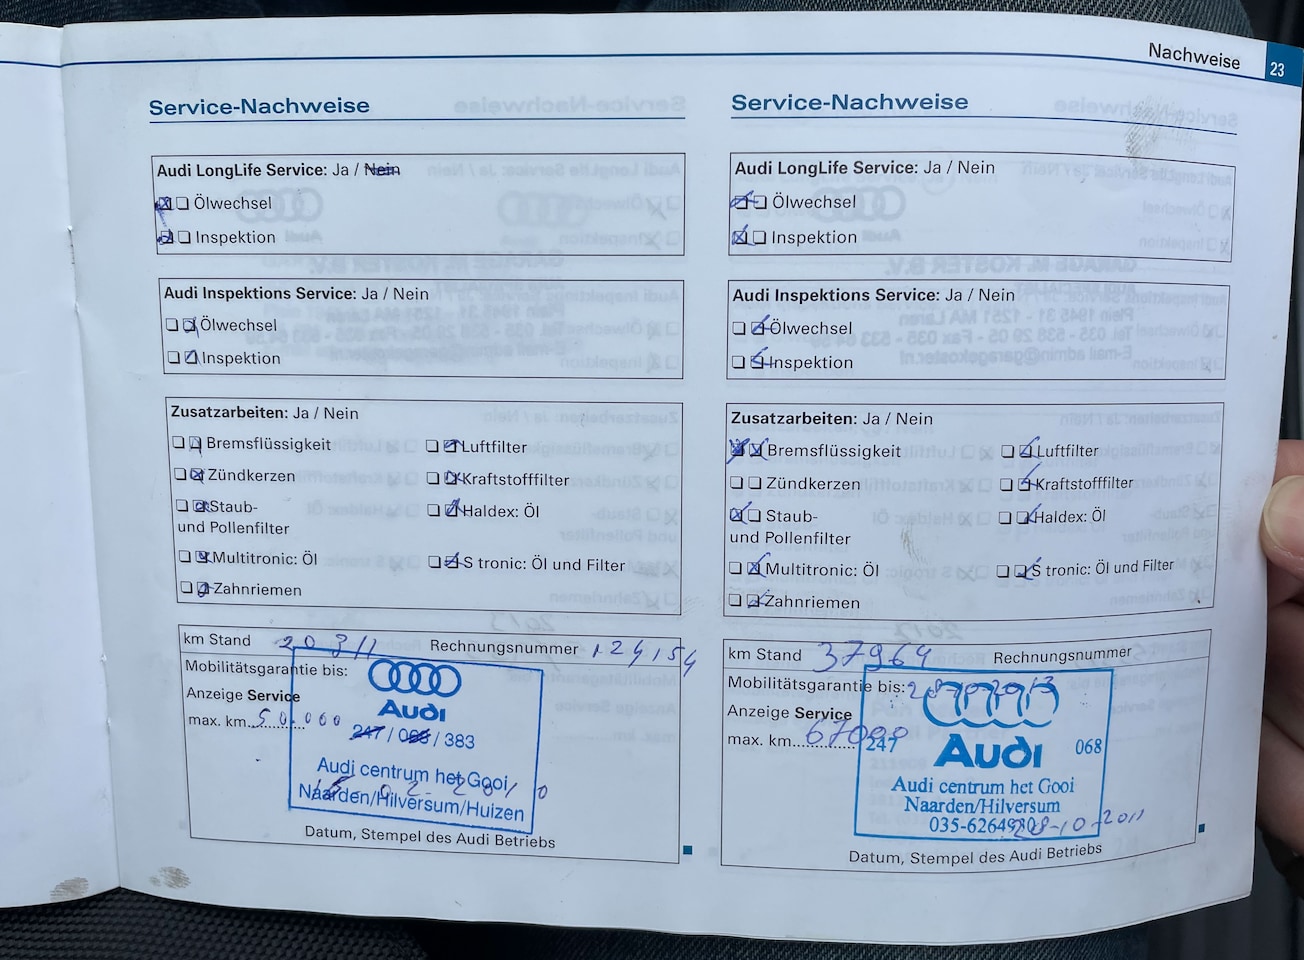 Nachweise 23
Service-Nachweise
Audi LongLife Service: Ja / Nein
Ölwechsel
Inspektion
Audi Inspektions Service: Ja / Nein
Ölwechsel
Inspektion
Zusatzarbeiten: Ja / Nein
Bremsflüssigkeit Luftfilter
Zündkerzen Kraftstofffilter
Staub- Haldex: Öl
und Pollenfilter
Multitronic: Öl S tronic: Öl und Filter
Zahnriemen
km Stand 20311 Rechnungsnummer 124154
Mobilitätsgarantie bis:
Anzeige Service
max. km 50.000
Audi
247 / 068 / 383
Audi centrum het Gooi
Naarden/Hilversum/Huizen
Datum, Stempel des Audi Betriebs
Service-Nachweise
Audi LongLife Service: Ja / Nein
Ölwechsel
Inspektion
Audi Inspektions Service: Ja / Nein
Ölwechsel
Inspektion
Zusatzarbeiten: Ja / Nein
Bremsflüssigkeit Luftfilter
Zündkerzen Kraftstofffilter
Staub- Haldex: Öl
und Pollenfilter
Multitronic: Öl S tronic: Öl und Filter
Zahnriemen
km Stand 37964 Rechnungsnummer
Mobilitätsgarantie bis:
Anzeige Service
max. km 67000
247 Audi 068
Audi centrum het Gooi
Naarden/Hilversum
28-10-2011
Datum, Stempel des Audi Betriebs